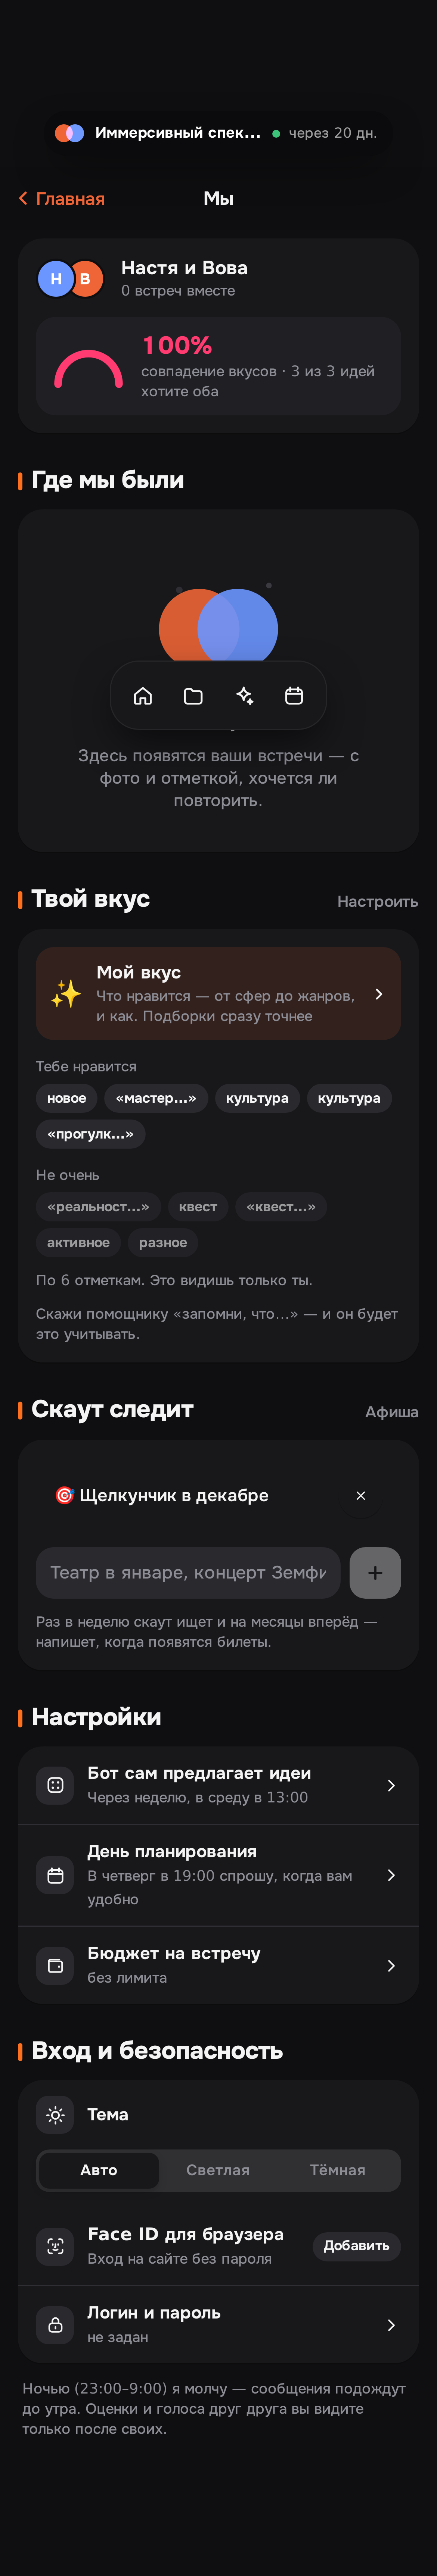 Иммерсивный спек... через 20 дн.
Главная
Мы
Н В
Настя и Вова
0 встреч вместе
100%
совпадение вкусов · 3 из 3 идей
хотите оба
Где мы были
Здесь появятся ваши встречи — с
фото и отметкой, хочется ли
повторить.
Твой вкус
Настроить
Мой вкус
Что нравится — от сфер до жанров,
и как. Подборки сразу точнее
Тебе нравится
новое «мастер...» культура культура
«прогулк...»
Не очень
«реальност...» квест «квест...»
активное разное
По 6 отметкам. Это видишь только ты.
Скажи помощнику «запомни, что...» — и он будет
это учитывать.
Скаут следит
Афиша
🎯 Щелкунчик в декабре
Театр в январе, концерт Земфи
Раз в неделю скаут ищет и на месяцы вперёд —
напишет, когда появятся билеты.
Настройки
Бот сам предлагает идеи
Через неделю, в среду в 13:00
День планирования
В четверг в 19:00 спрошу, когда вам
удобно
Бюджет на встречу
без лимита
Вход и безопасность
Тема
Авто Светлая Тёмная
Face ID для браузера
Вход на сайте без пароля
Добавить
Логин и пароль
не задан
Ночью (23:00–9:00) я молчу — сообщения подождут
до утра. Оценки и голоса друг друга вы видите
только после своих.